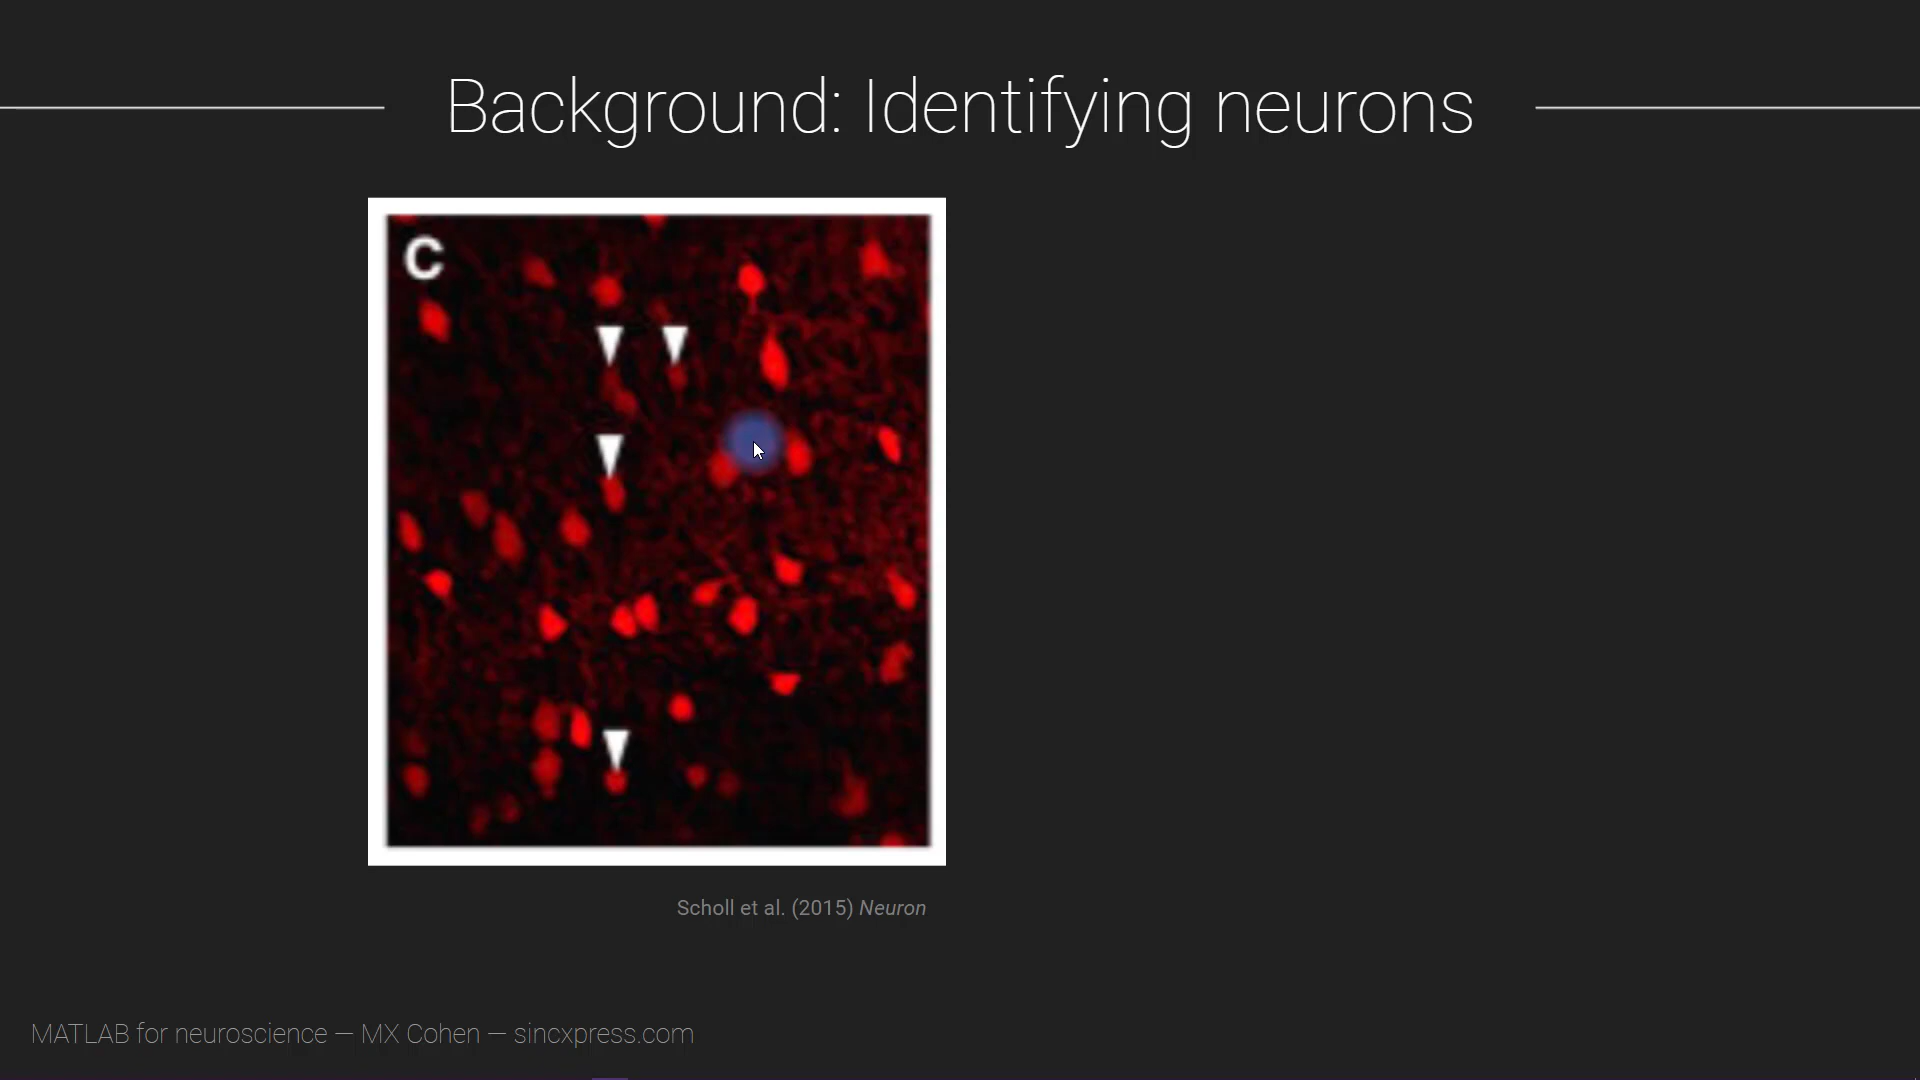 Background: Identifying neurons
C
Scholl et al. (2015) Neuron
MATLAB for neuroscience — MX Cohen — sincxpress.com